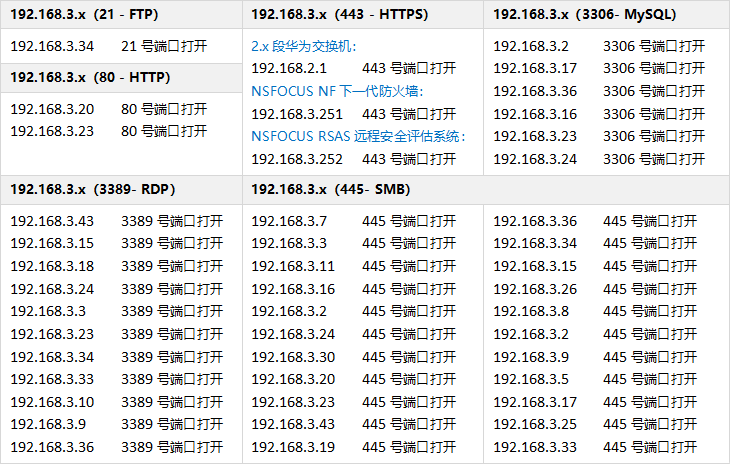 192.168.3.x（21 - FTP）
192.168.3.34 21 号端口打开
192.168.3.x（80 - HTTP）
192.168.3.20 80 号端口打开
192.168.3.23 80 号端口打开
192.168.3.x（443 - HTTPS）
2.x 段华为交换机：
192.168.2.1 443 号端口打开
NSFOCUS NF 下一代防火墙：
192.168.3.251 443 号端口打开
NSFOCUS RSAS 远程安全评估系统：
192.168.3.252 443 号端口打开
192.168.3.x（3306- MySQL）
192.168.3.2 3306 号端口打开
192.168.3.17 3306 号端口打开
192.168.3.36 3306 号端口打开
192.168.3.16 3306 号端口打开
192.168.3.23 3306 号端口打开
192.168.3.24 3306 号端口打开
192.168.3.x（3389- RDP）
192.168.3.43 3389 号端口打开
192.168.3.15 3389 号端口打开
192.168.3.18 3389 号端口打开
192.168.3.24 3389 号端口打开
192.168.3.3 3389 号端口打开
192.168.3.23 3389 号端口打开
192.168.3.34 3389 号端口打开
192.168.3.33 3389 号端口打开
192.168.3.10 3389 号端口打开
192.168.3.9 3389 号端口打开
192.168.3.36 3389 号端口打开
192.168.3.x（445- SMB）
192.168.3.7 445 号端口打开
192.168.3.3 445 号端口打开
192.168.3.11 445 号端口打开
192.168.3.16 445 号端口打开
192.168.3.2 445 号端口打开
192.168.3.24 445 号端口打开
192.168.3.30 445 号端口打开
192.168.3.20 445 号端口打开
192.168.3.23 445 号端口打开
192.168.3.43 445 号端口打开
192.168.3.19 445 号端口打开
192.168.3.36 445 号端口打开
192.168.3.34 445 号端口打开
192.168.3.15 445 号端口打开
192.168.3.26 445 号端口打开
192.168.3.8 445 号端口打开
192.168.3.2 445 号端口打开
192.168.3.9 445 号端口打开
192.168.3.5 445 号端口打开
192.168.3.17 445 号端口打开
192.168.3.25 445 号端口打开
192.168.3.33 445 号端口打开